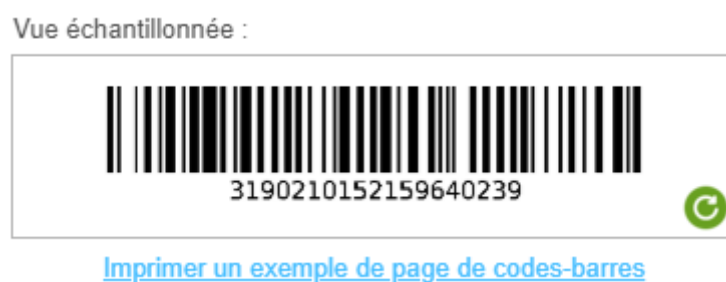 Vue échantillonnée :
3190210152159640239
Imprimer un exemple de page de codes-barres